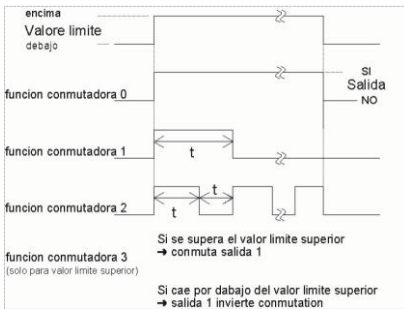 encima
Valore limite
debajo
funcion conmutadora 0
SI
Salida
NO
funcion conmutadora 1
t
funcion conmutadora 2
t
t
funcion conmutadora 3
(solo para valor limite superior)
Si se supera el valor limite superior
→ conmuta salida 1
Si cae por dabajo del valor limite superior
→ salida 1 invierte conmutation